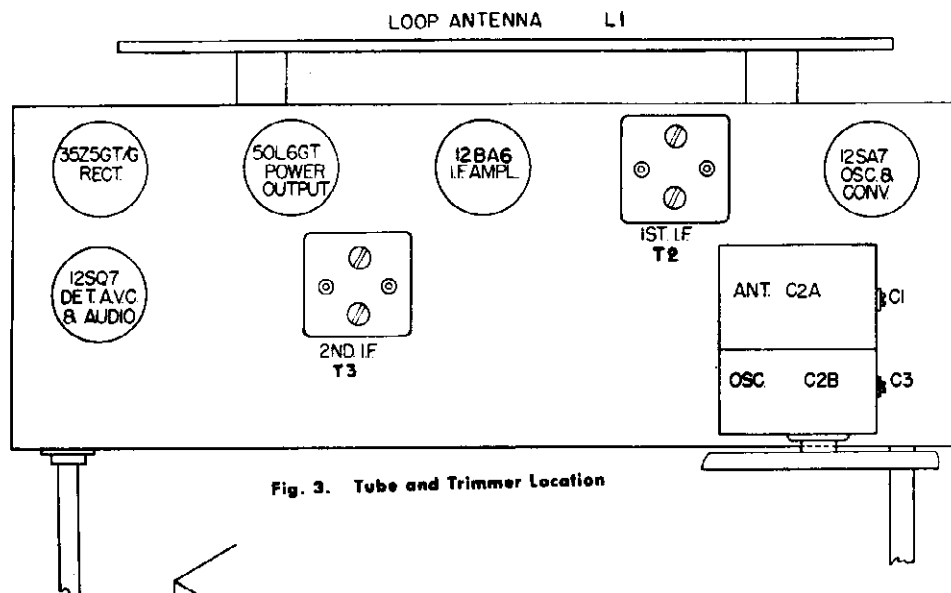 LOOP ANTENNA L1
35Z5GT/G
RECT.
50L6GT
POWER
OUTPUT
12BA6
I.F. AMPL.
1ST. I.F.
T2
12SA7
OSC. &
CONV.
12SQ7
DET. A.V.C.
& AUDIO
2ND. I.F.
T3
ANT. C2A
C1
OSC. C2B
C3
Fig. 3. Tube and Trimmer Location